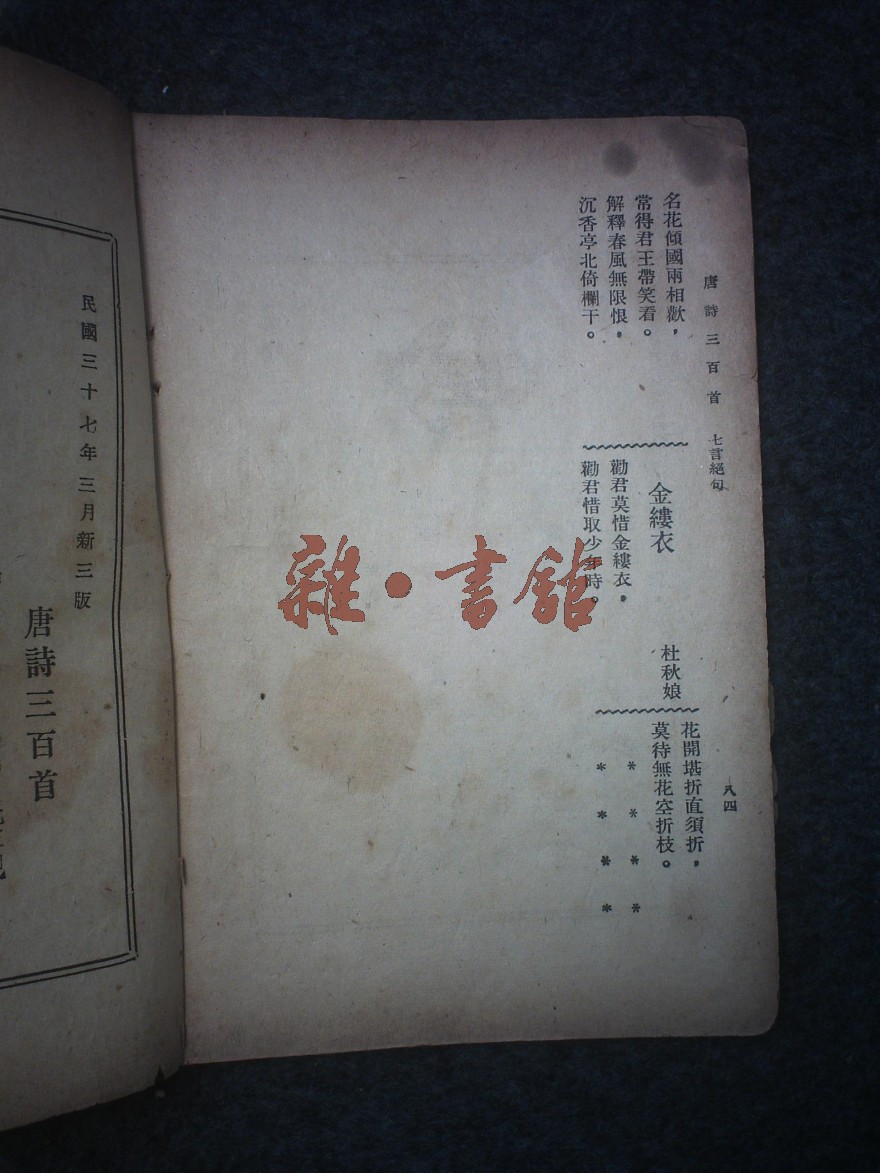 唐詩三百首 七言絕句 八四
名花傾國兩相歡，
常得君王帶笑看。
解釋春風無限恨，
沉香亭北倚欄干。
金縷衣 杜秋娘
勸君莫惜金縷衣，
勸君惜取少年時。
花開堪折直須折，
莫待無花空折枝。
* * * *
* * * *
雜·書館
民國三十七年三月新三版
唐詩三百首